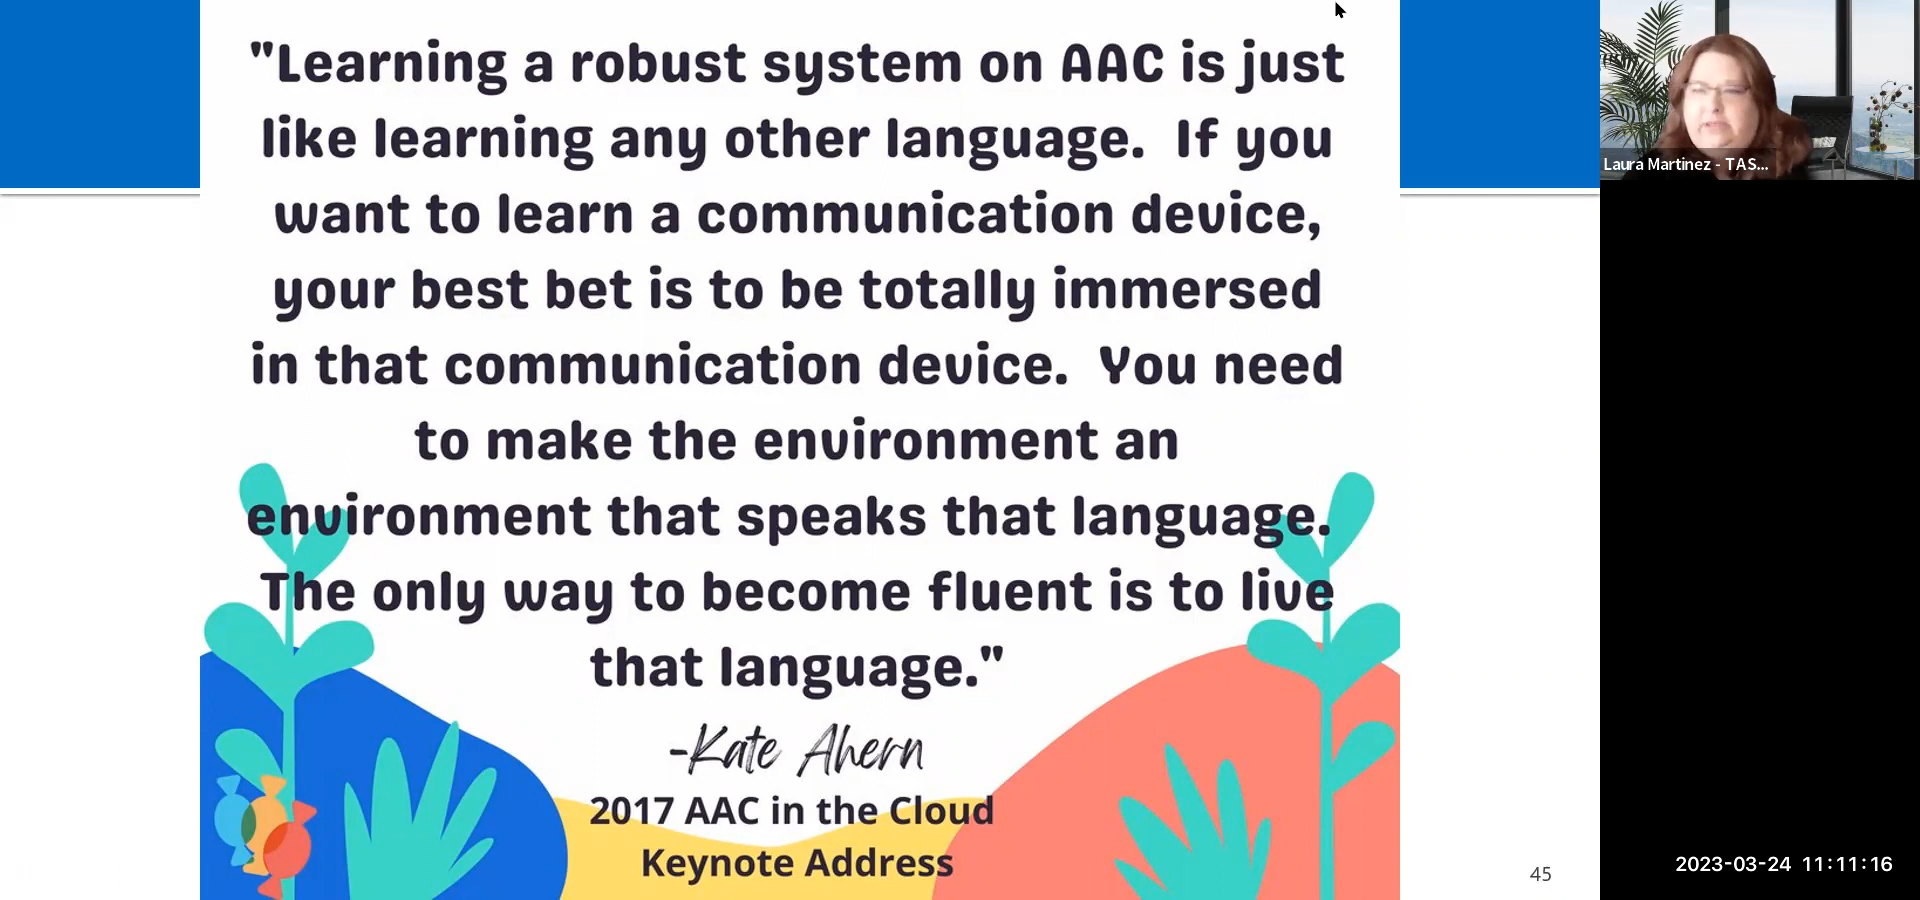 "Learning a robust system on AAC is just
like learning any other language.  If you
want to learn a communication device,
your best bet is to be totally immersed
in that communication device.  You need
to make the environment an
environment that speaks that language.
The only way to become fluent is to live
that language."
-Kate Ahern
2017 AAC in the Cloud
Keynote Address
45
Laura Martinez - TAS...
2023-03-24 11:11:16